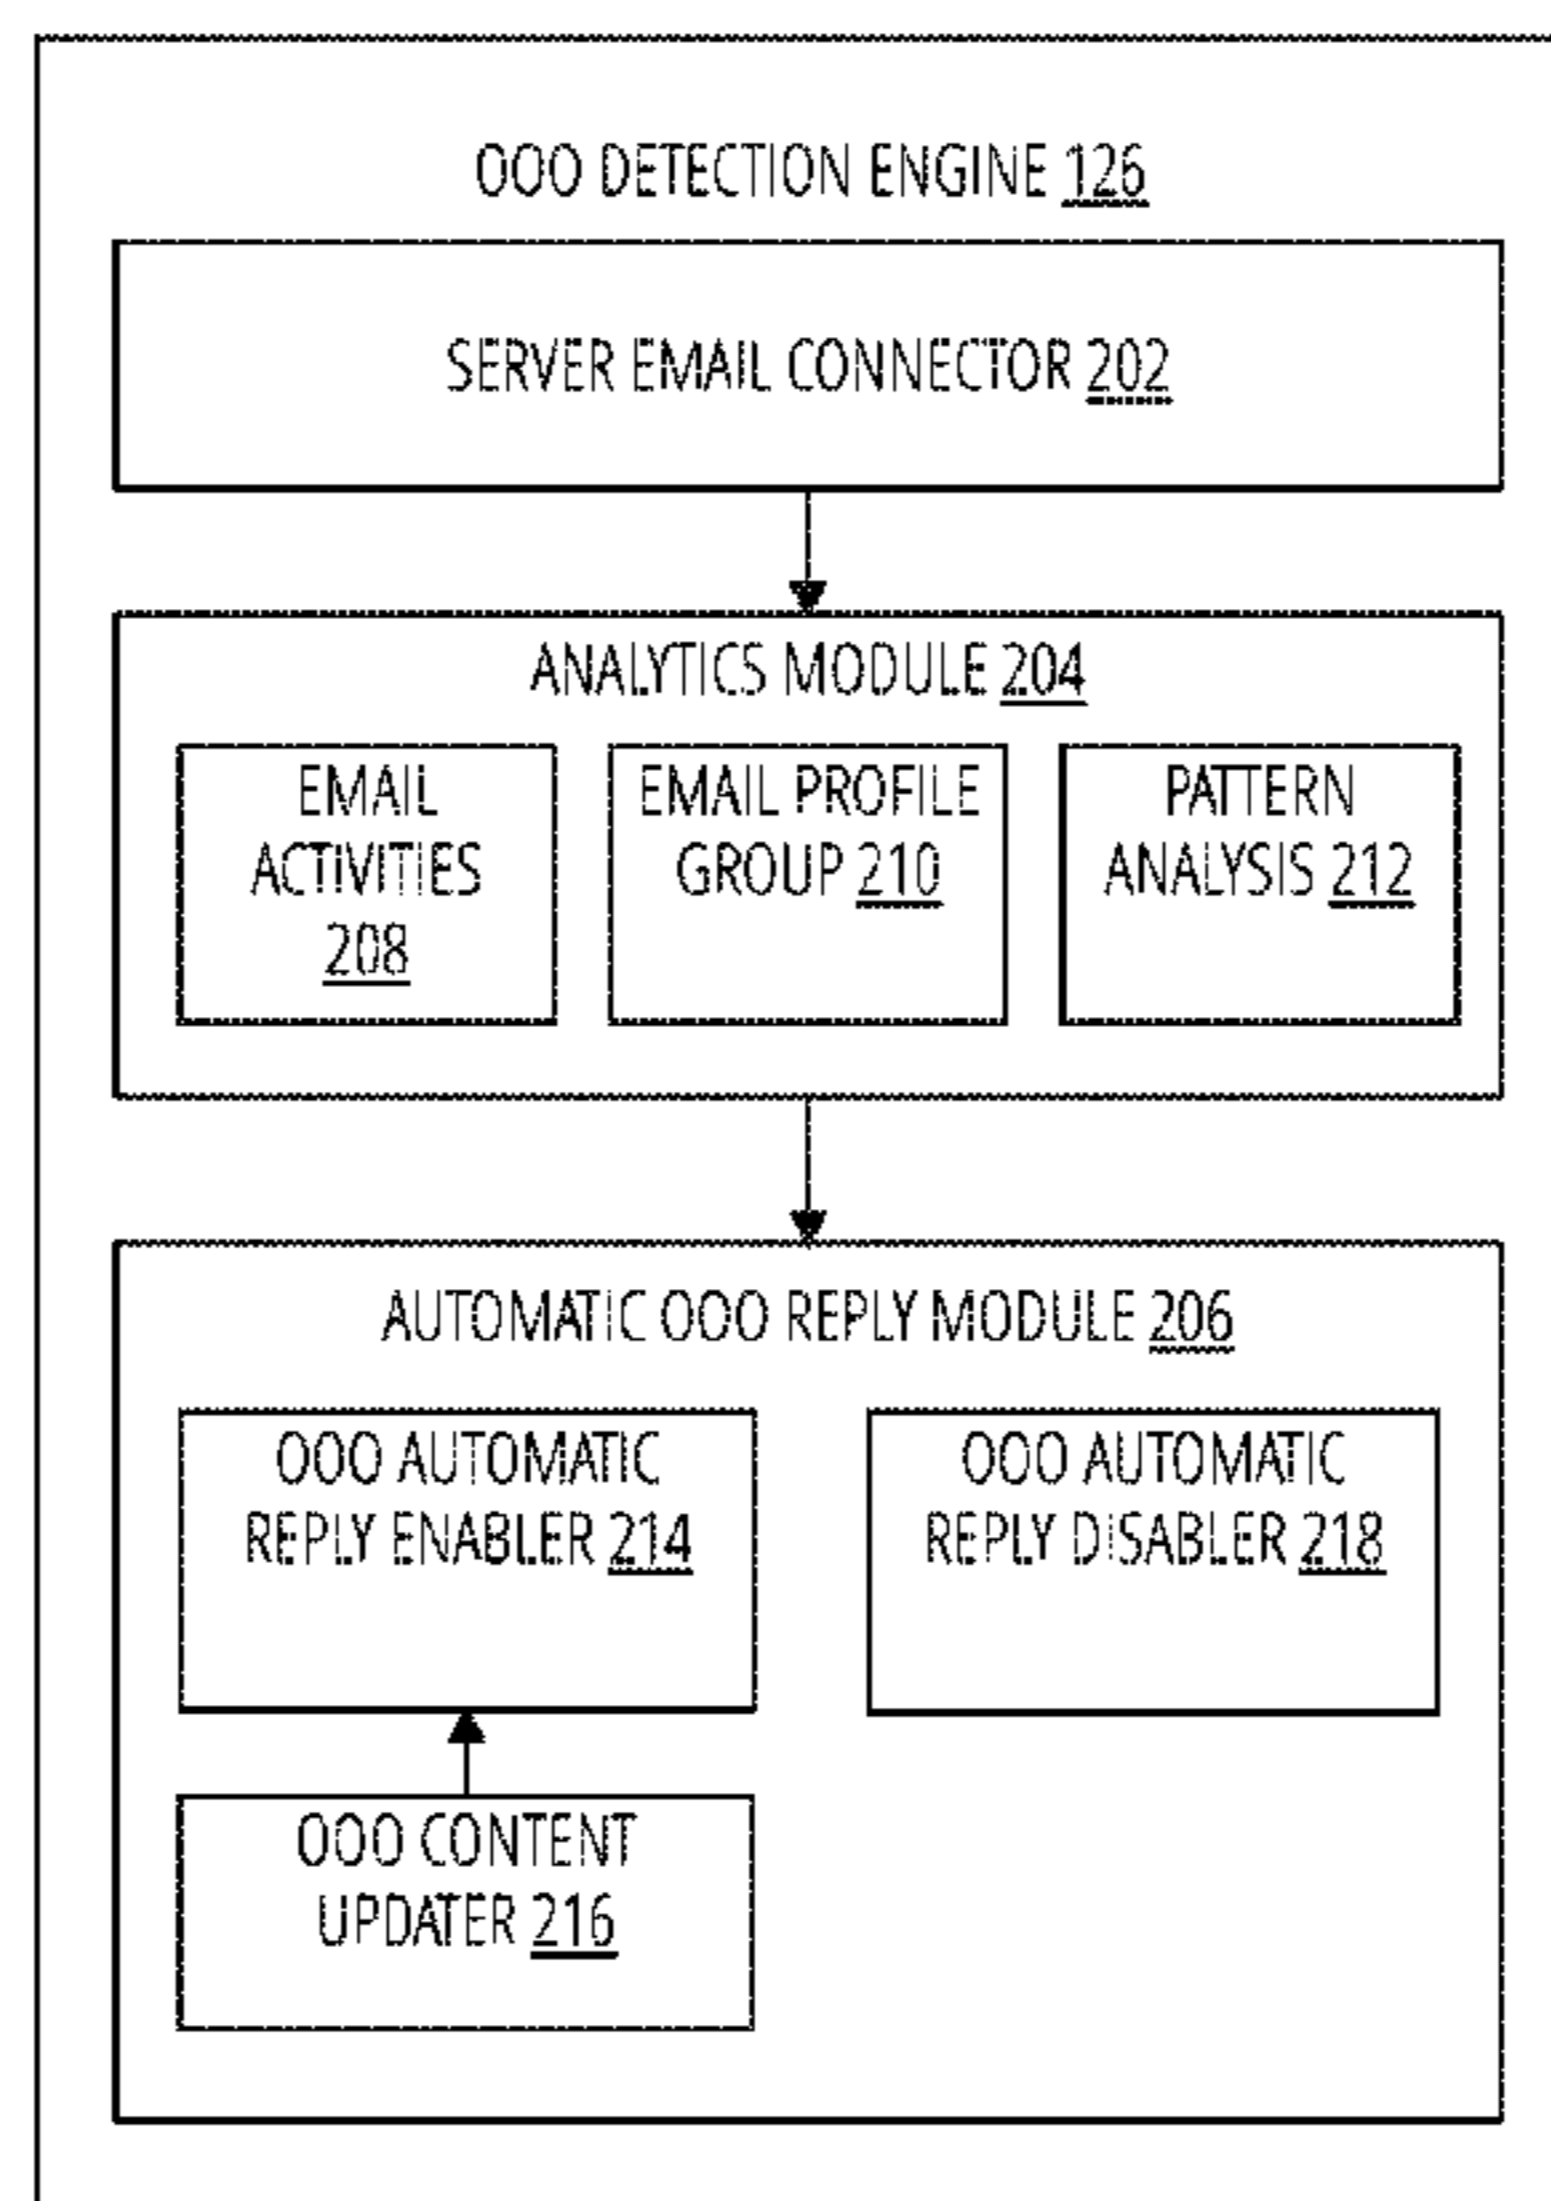 OOO DETECTION ENGINE 126
SERVER EMAIL CONNECTOR 202
ANALYTICS MODULE 204
EMAIL
ACTIVITIES
208
EMAIL PROFILE
GROUP 210
PATTERN
ANALYSIS 212
AUTOMATIC OOO REPLY MODULE 206
OOO AUTOMATIC
REPLY ENABLER 214
OOO AUTOMATIC
REPLY DISABLER 218
OOO CONTENT
UPDATER 216